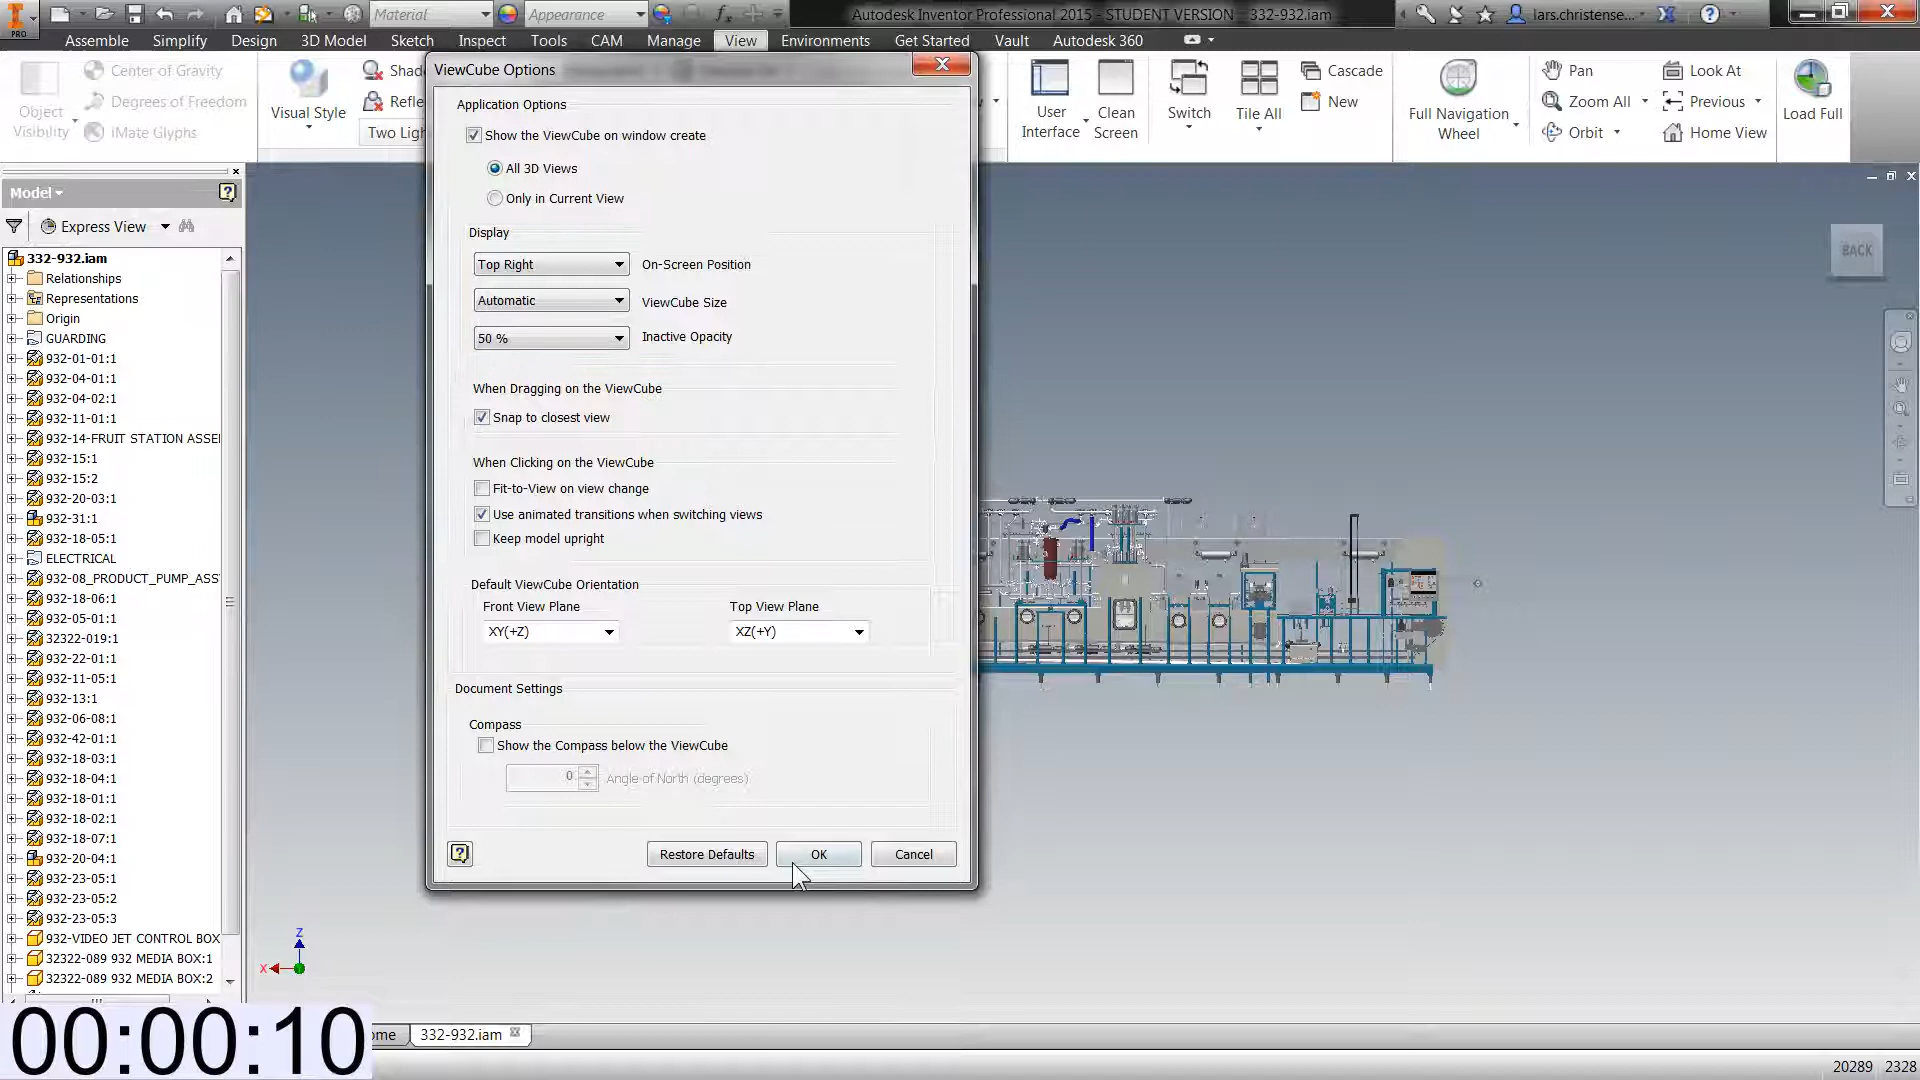 PRO
Material
Appearance
Autodesk Inventor Professional 2015 - STUDENT VERSION 332-932.iam
lars.christense...
Assemble Simplify Design 3D Model Sketch Inspect Tools CAM Manage View Environments Get Started Vault Autodesk 360
Object
Visibility
Center of Gravity
Degrees of Freedom
iMate Glyphs
Visual Style
Shad
Refle
Two Ligh
User
Interface
Clean
Screen
Switch
Tile All
Cascade
New
Full Navigation
Wheel
Pan
Zoom All
Orbit
Look At
Previous
Home View
Load Full
ViewCube Options
Application Options
Show the ViewCube on window create
All 3D Views
Only in Current View
Display
Top Right On-Screen Position
Automatic ViewCube Size
50 % Inactive Opacity
When Dragging on the ViewCube
Snap to closest view
When Clicking on the ViewCube
Fit-to-View on view change
Use animated transitions when switching views
Keep model upright
Default ViewCube Orientation
Front View Plane Top View Plane
XY(+Z) XZ(+Y)
Document Settings
Compass
Show the Compass below the ViewCube
0 Angle of North (degrees)
Restore Defaults OK Cancel
Model
Express View
332-932.iam
Relationships
Representations
Origin
GUARDING
932-01-01:1
932-04-01:1
932-04-02:1
932-11-01:1
932-14-FRUIT STATION ASSE
932-15:1
932-15:2
932-20-03:1
932-31:1
932-18-05:1
ELECTRICAL
932-08_PRODUCT_PUMP_ASS
932-18-06:1
932-05-01:1
32322-019:1
932-22-01:1
932-11-05:1
932-13:1
932-06-08:1
932-42-01:1
932-18-03:1
932-18-04:1
932-18-01:1
932-18-02:1
932-18-07:1
932-20-04:1
932-23-05:1
932-23-05:2
932-23-05:3
932-VIDEO JET CONTROL BOX
32322-089 932 MEDIA BOX:1
32322-089 932 MEDIA BOX:2
BACK
Z
X
00:00:10
ome 332-932.iam
20289 2328